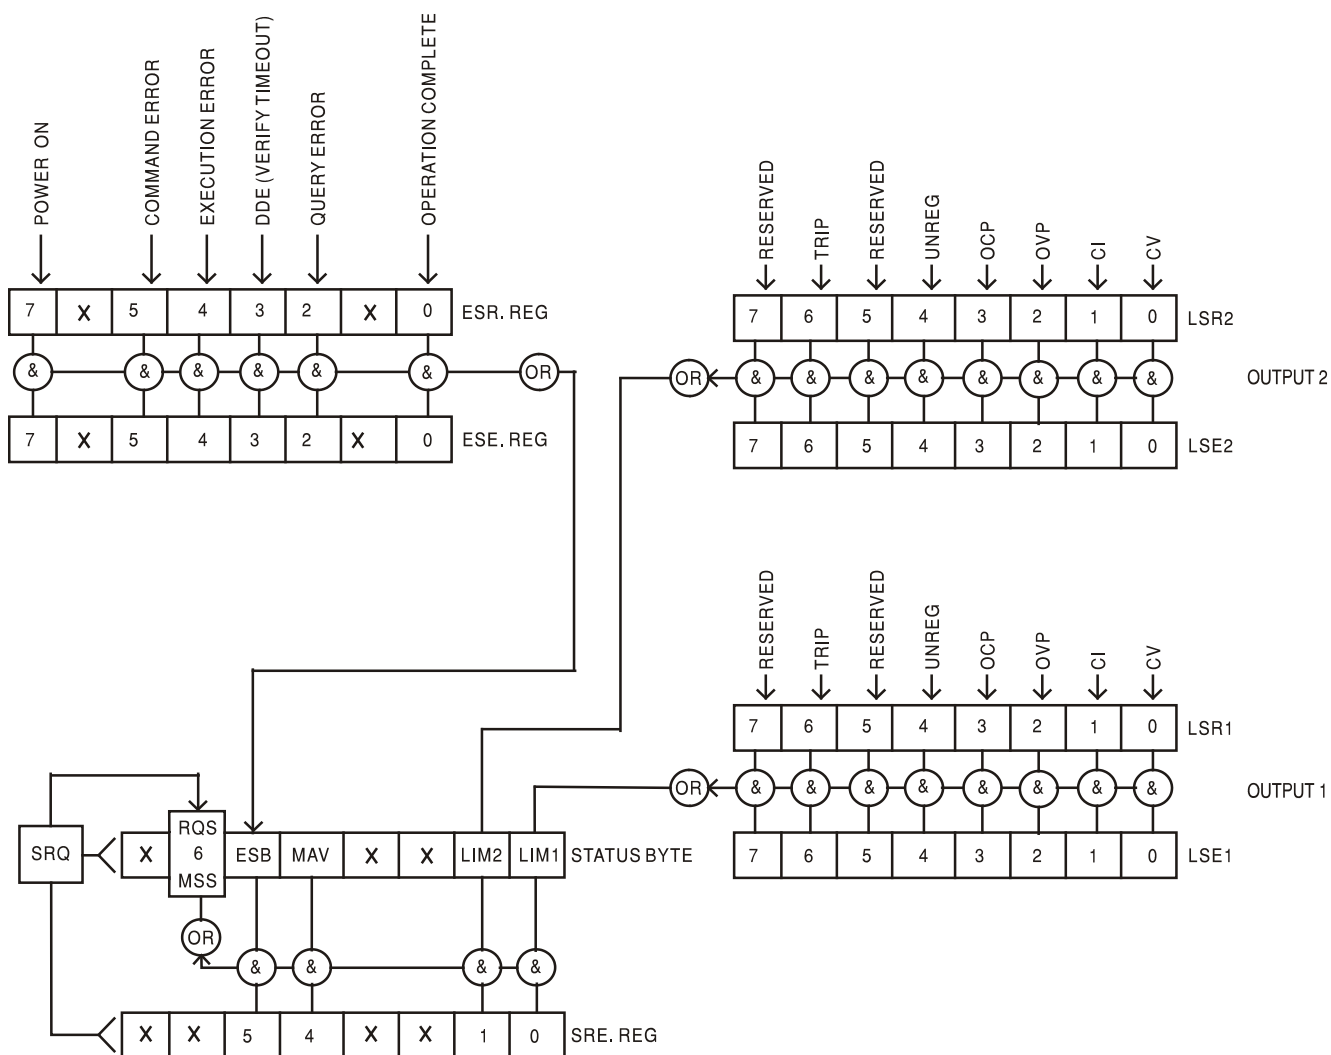 POWER ON
COMMAND ERROR
EXECUTION ERROR
DDE (VERIFY TIMEOUT)
QUERY ERROR
OPERATION COMPLETE
7 X 5 4 3 2 X 0 ESR. REG
& & & & & & OR
7 X 5 4 3 2 X 0 ESE. REG
RESERVED
TRIP
RESERVED
UNREG
OCP
OVP
CI
CV
7 6 5 4 3 2 1 0 LSR2
OR & & & & & & & & OUTPUT 2
7 6 5 4 3 2 1 0 LSE2
RESERVED
TRIP
RESERVED
UNREG
OCP
OVP
CI
CV
7 6 5 4 3 2 1 0 LSR1
OR & & & & & & & & OUTPUT 1
7 6 5 4 3 2 1 0 LSE1
SRQ
X RQS 6 MSS ESB MAV X X LIM2 LIM1 STATUS BYTE
OR
& & & &
X X 5 4 X X 1 0 SRE. REG